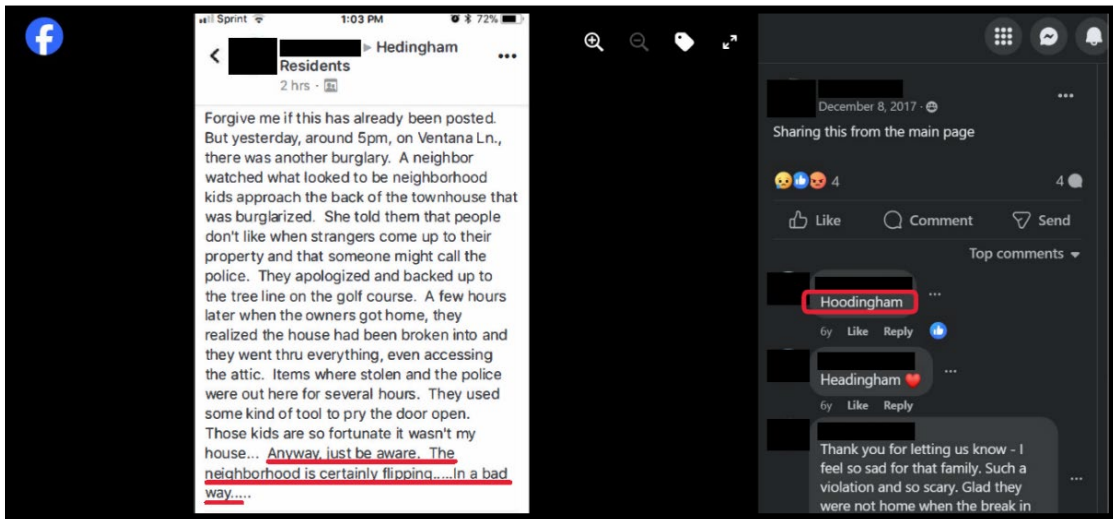 Sprint 1:03 PM 72%
Hedingham
Residents
2 hrs ·
Forgive me if this has already been posted.
But yesterday, around 5pm, on Ventana Ln.,
there was another burglary. A neighbor
watched what looked to be neighborhood
kids approach the back of the townhouse that
was burglarized. She told them that people
don't like when strangers come up to their
property and that someone might call the
police. They apologized and backed up to
the tree line on the golf course. A few hours
later when the owners got home, they
realized the house had been broken into and
they went thru everything, even accessing
the attic. Items where stolen and the police
were out here for several hours. They used
some kind of tool to pry the door open.
Those kids are so fortunate it wasn't my
house... Anyway, just be aware. The
neighborhood is certainly flipping.....In a bad
way.....
December 8, 2017 ·
Sharing this from the main page
4 4
Like Comment Send
Top comments
Hoodingham
6y Like Reply
Headingham ❤️
6y Like Reply
Thank you for letting us know - I
feel so sad for that family. Such a
violation and so scary. Glad they
were not home when the break in